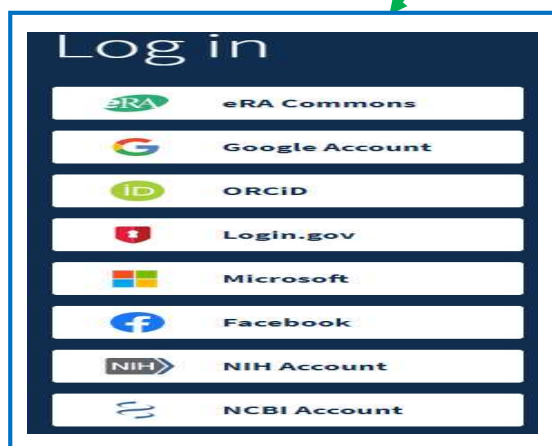 Log in
eRA eRA Commons
Google Account
iD ORCiD
Login.gov
Microsoft
Facebook
NIH NIH Account
NCBI Account